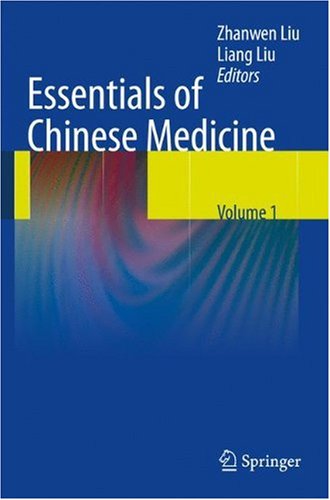 Zhanwen Liu
Liang Liu
Editors
Essentials of
Chinese Medicine
Volume 1
Springer